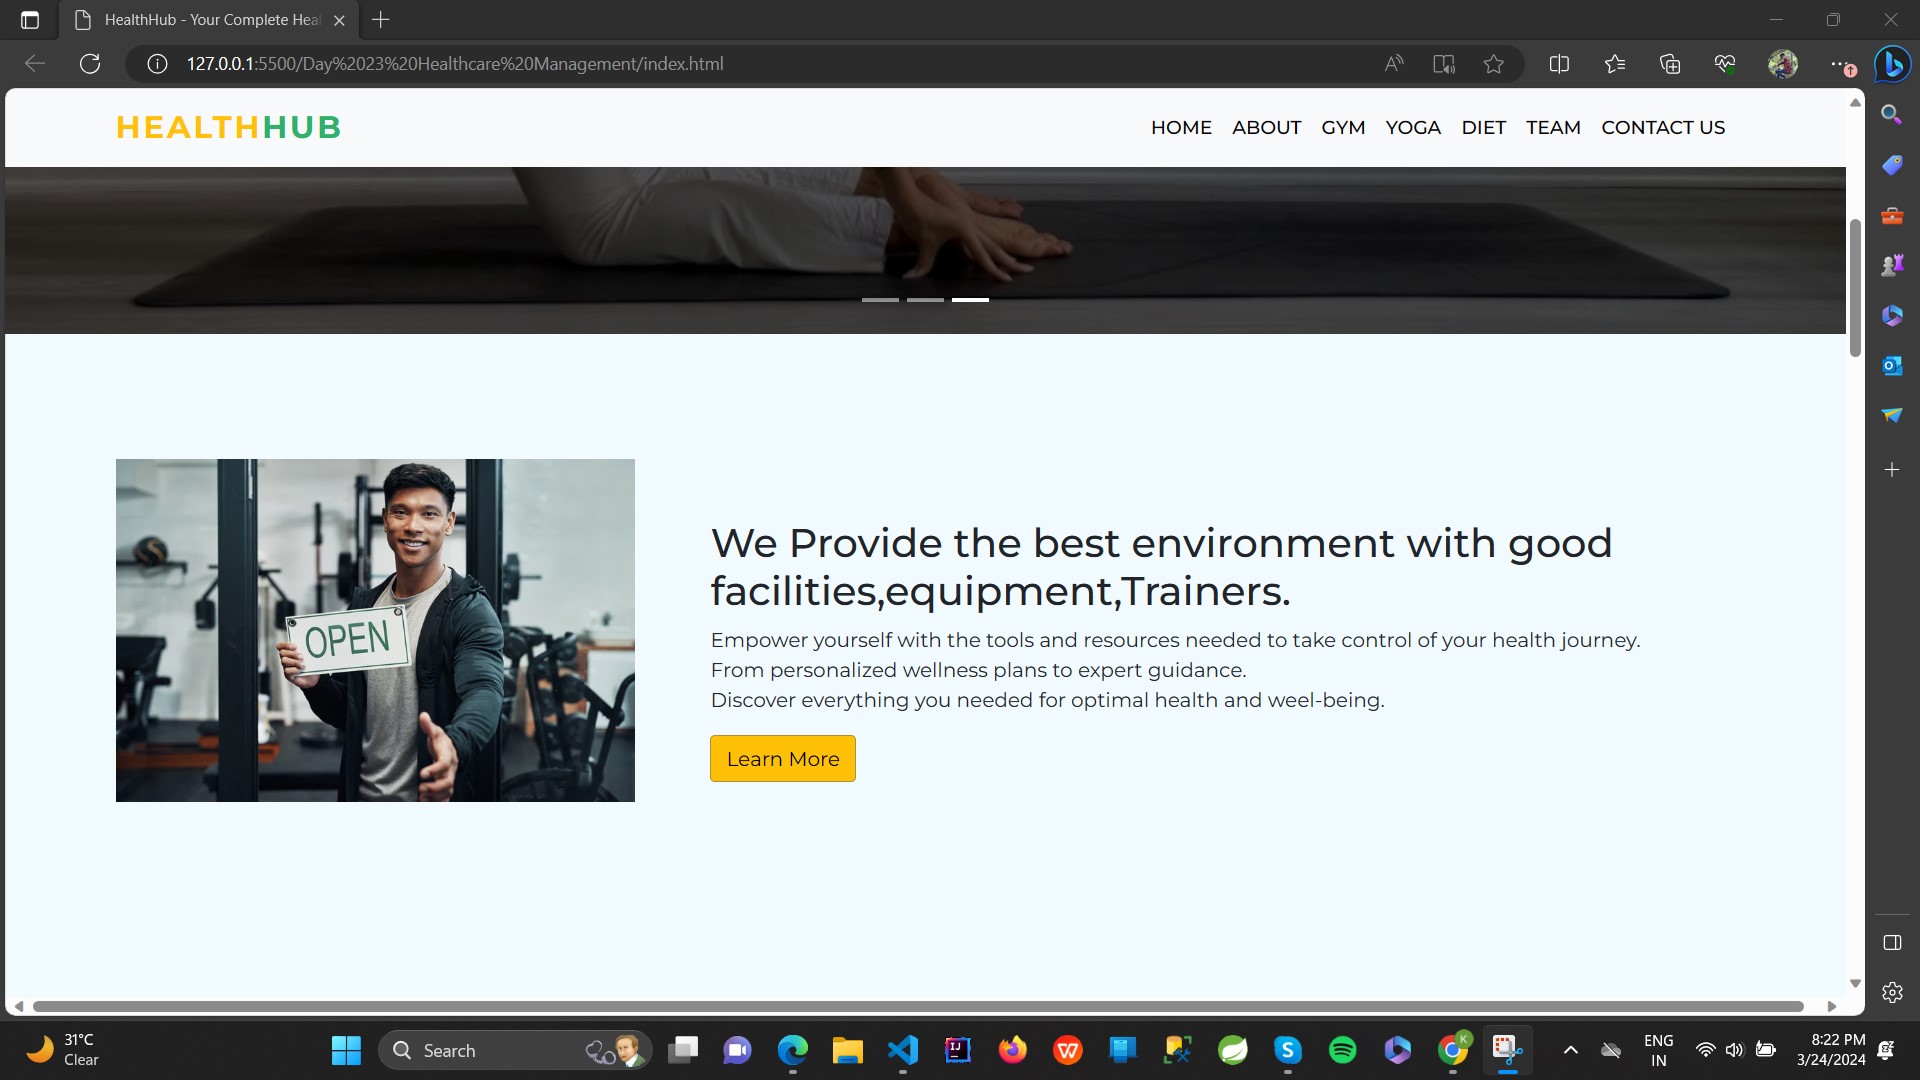 HealthHub - Your Complete Heal
127.0.0.1:5500/Day%2023%20Healthcare%20Management/index.html
HEALTHHUB
HOME ABOUT GYM YOGA DIET TEAM CONTACT US
OPEN
We Provide the best environment with good
facilities,equipment,Trainers.
Empower yourself with the tools and resources needed to take control of your health journey.
From personalized wellness plans to expert guidance.
Discover everything you needed for optimal health and weel-being.
Learn More
31°C
Clear
Search
ENG
IN
8:22 PM
3/24/2024